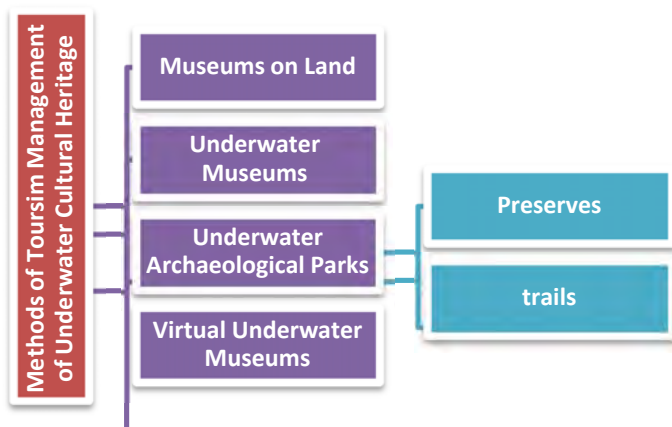 Methods of Toursim Management
of Underwater Cultural Heritage
Museums on Land
Underwater
Museums
Underwater
Archaeological Parks
Virtual Underwater
Museums
Preserves
trails